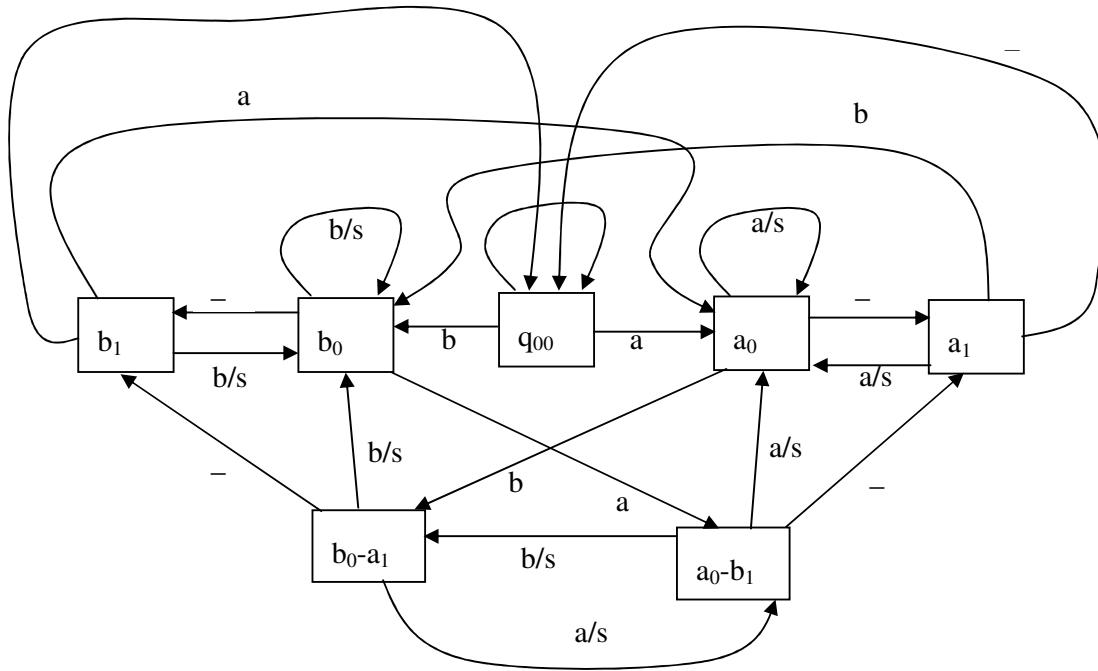 –
a
b
b/s
a/s
–
–
b₁
b₀
b
q₀₀
a
a₀
a₁
b/s
a/s
b/s
a/s
–
b
a
–
b₀-a₁
b/s
a₀-b₁
a/s